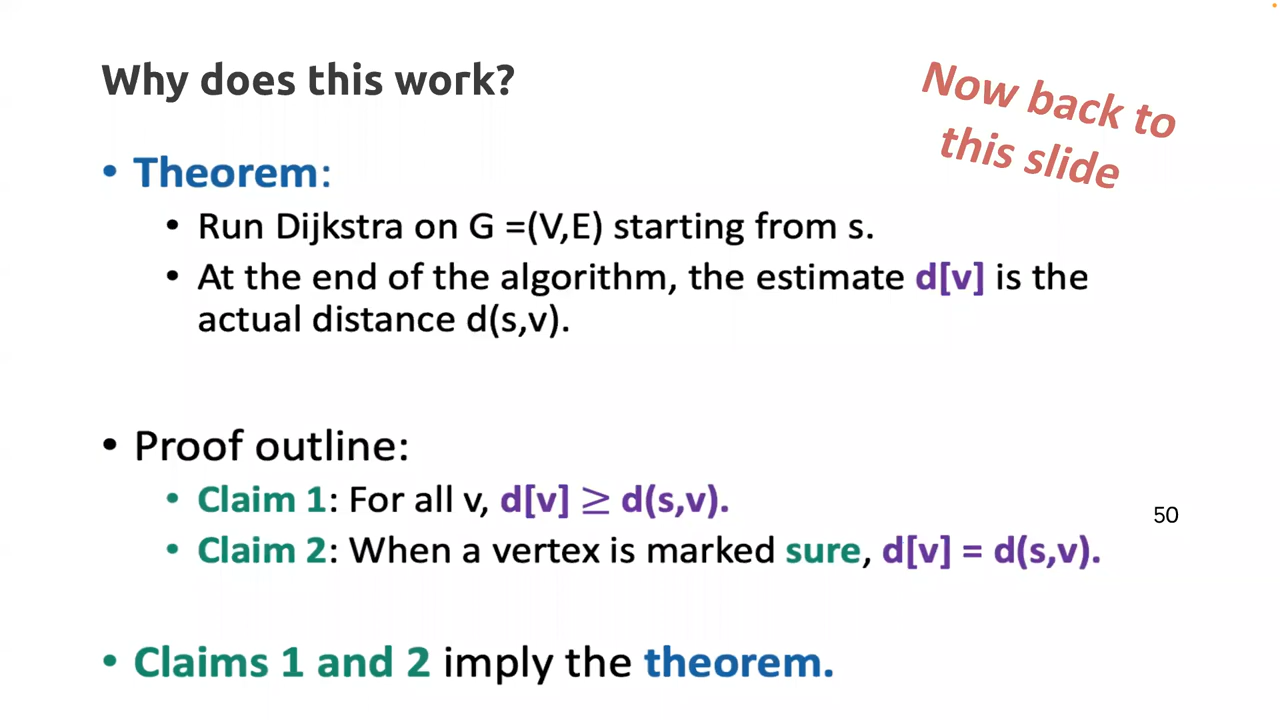 Why does this work?
Now back to
this slide
• Theorem:
• Run Dijkstra on G =(V,E) starting from s.
• At the end of the algorithm, the estimate d[v] is the
actual distance d(s,v).
• Proof outline:
• Claim 1: For all v, d[v] ≥ d(s,v).
50
• Claim 2: When a vertex is marked sure, d[v] = d(s,v).
• Claims 1 and 2 imply the theorem.